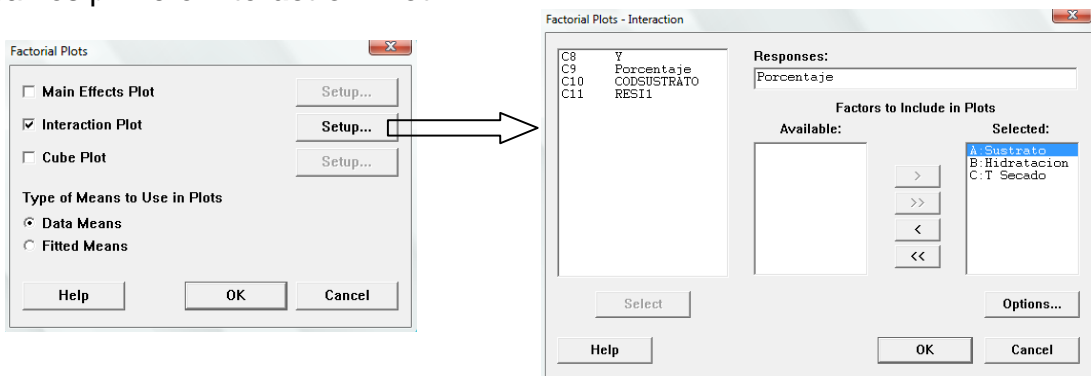 Factorial Plots
Main Effects Plot Setup...
Interaction Plot Setup...
Cube Plot Setup...
Type of Means to Use in Plots
Data Means
Fitted Means
Help OK Cancel
Factorial Plots - Interaction
C8 Y
C9 Porcentaje
C10 CODSUSTRATO
C11 RESI1
Responses:
Porcentaje
Factors to Include in Plots
Available: Selected:
A:Sustrato
B:Hidratacion
C:T Secado
>
>>
<
<<
Select Options...
Help OK Cancel